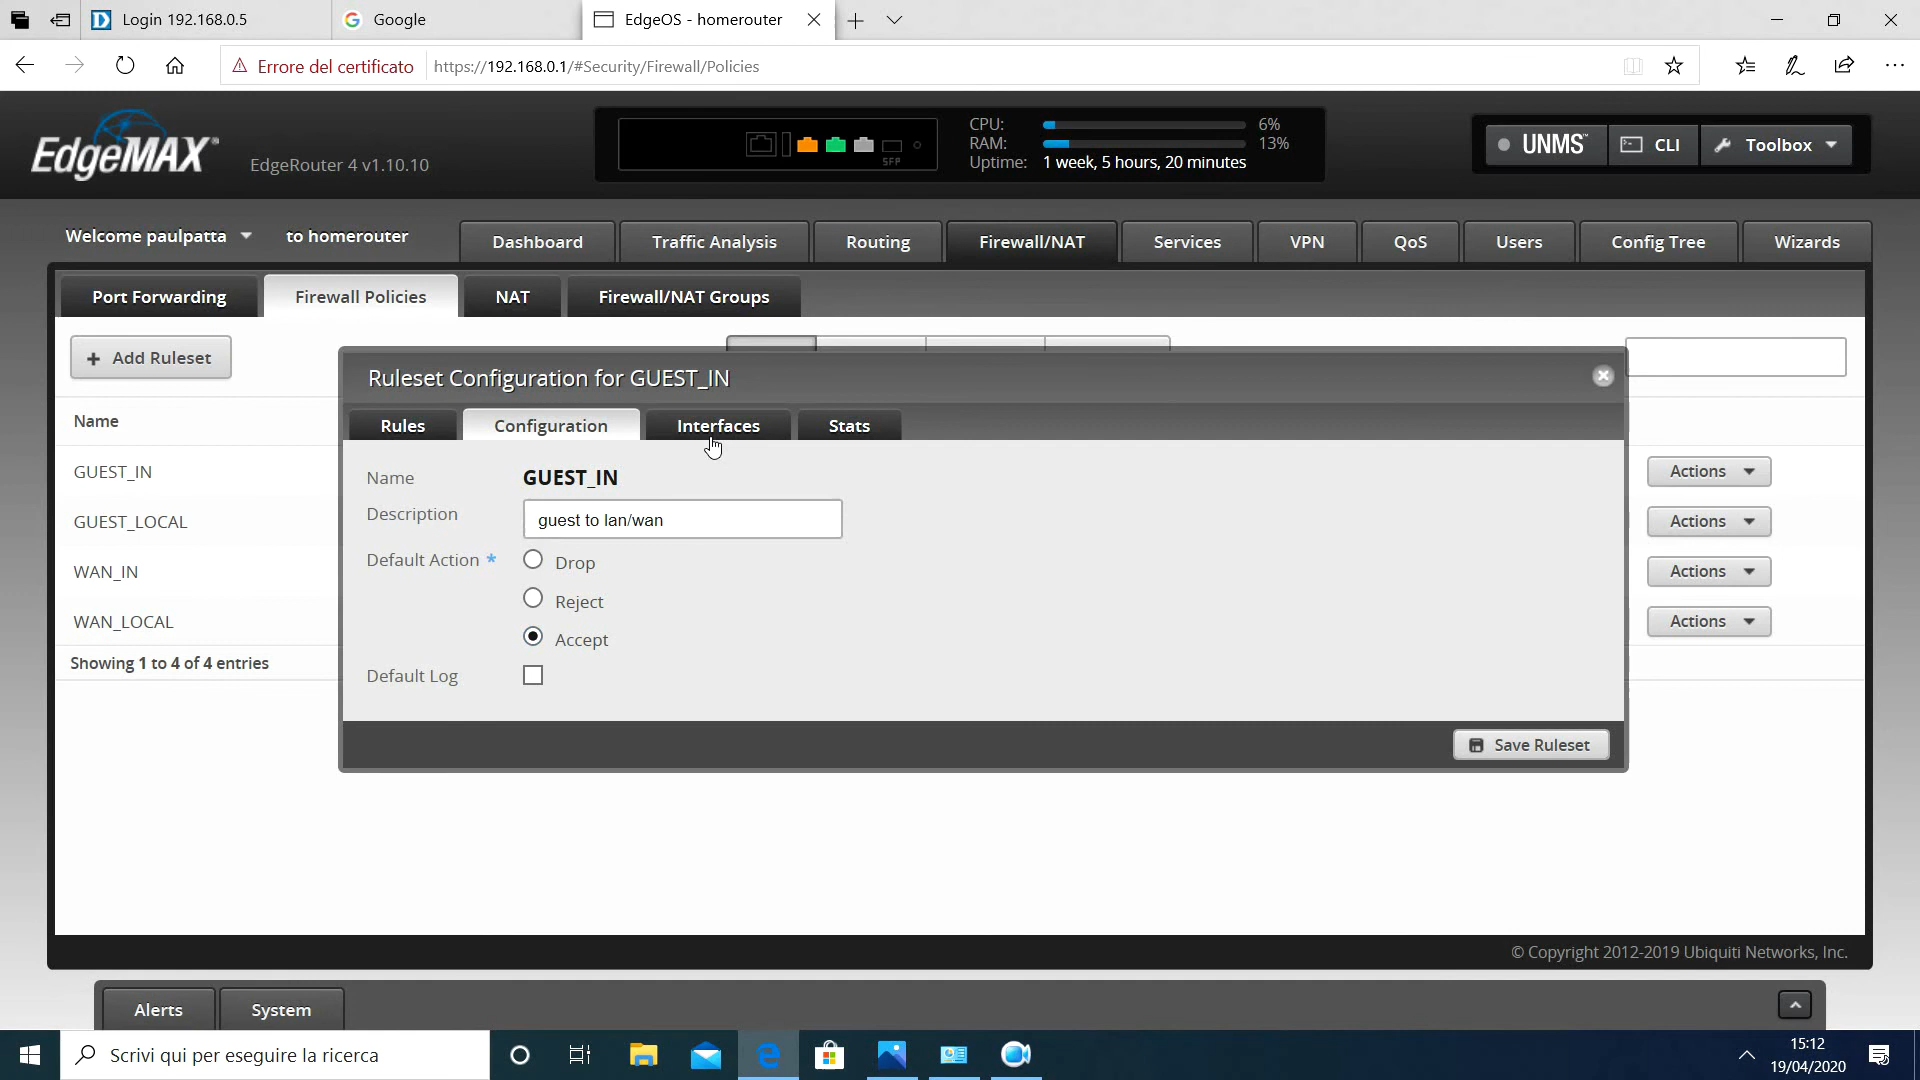 Login 192.168.0.5
Google
EdgeOS - homerouter
Errore del certificato
https://192.168.0.1/#Security/Firewall/Policies
EdgeMAX®
EdgeRouter 4 v1.10.10
SFP
CPU: 6%
RAM: 13%
Uptime: 1 week, 5 hours, 20 minutes
UNMS™
CLI
Toolbox
Welcome paulpatta to homerouter
Dashboard
Traffic Analysis
Routing
Firewall/NAT
Services
VPN
QoS
Users
Config Tree
Wizards
Port Forwarding
Firewall Policies
NAT
Firewall/NAT Groups
+ Add Ruleset
Ruleset Configuration for GUEST_IN
Rules
Configuration
Interfaces
Stats
Name GUEST_IN
Description guest to lan/wan
Default Action * Drop
Reject
Accept
Default Log
Save Ruleset
Name
GUEST_IN Actions
GUEST_LOCAL Actions
WAN_IN Actions
WAN_LOCAL Actions
Showing 1 to 4 of 4 entries
© Copyright 2012-2019 Ubiquiti Networks, Inc.
Alerts
System
Scrivi qui per eseguire la ricerca
15:12
19/04/2020